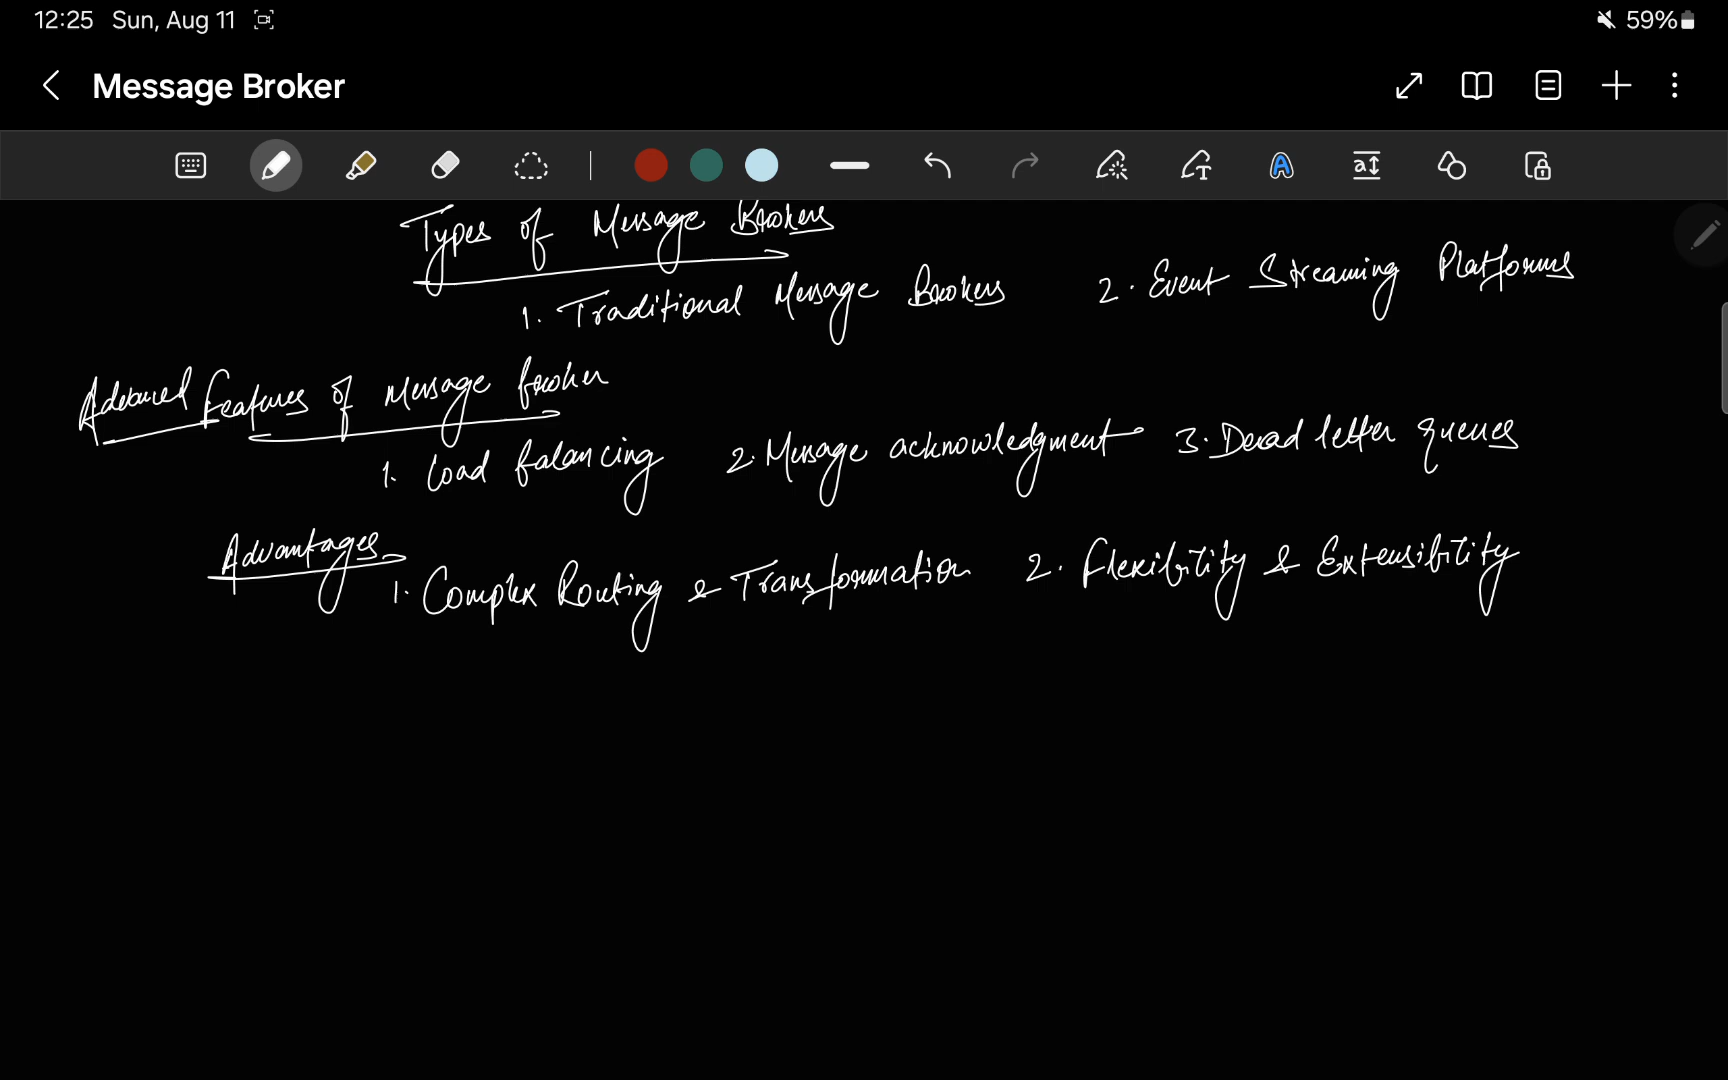 12:25 Sun, Aug 11 59%
Message Broker
Types of Message Brokers
1. Traditional Message Brokers 2. Event Streaming Platforms
Advanced Features of Message broker
1. Load balancing 2. Message acknowledgment 3. Dead letter queues
Advantages
1. Complex Routing & Transformation 2. Flexibility & Extensibility